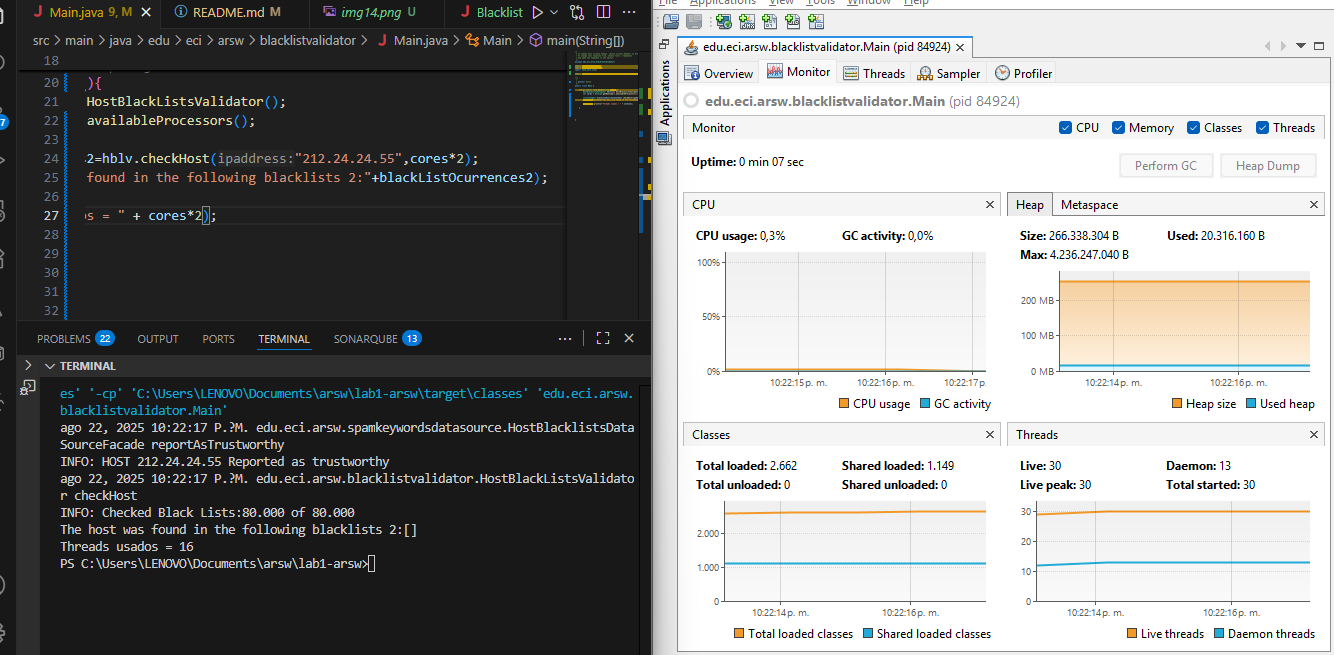 Main.java 9, M
README.md M
img14.png U
Blacklist
src > main > java > edu > eci > arsw > blacklistvalidator > Main.java > Main > main(String[])
18
20 ){
21 HostBlackListsValidator();
22 availableProcessors();
23
24 2=hblv.checkHost(ipaddress:"212.24.24.55",cores*2);
25 found in the following blacklists 2:"+blackListOcurrences2);
26
27 s = " + cores*2);
28
29
30
31
32
PROBLEMS 22 OUTPUT PORTS TERMINAL SONARQUBE 13
TERMINAL
es' '-cp' 'C:\Users\LENOVO\Documents\arsw\lab1-arsw\target\classes' 'edu.eci.arsw.
blacklistvalidator.Main'
ago 22, 2025 10:22:17 P.?M. edu.eci.arsw.spamkeywordsdatasource.HostBlacklistsData
SourceFacade reportAsTrustworthy
INFO: HOST 212.24.24.55 Reported as trustworthy
ago 22, 2025 10:22:17 P.?M. edu.eci.arsw.blacklistvalidator.HostBlackListsValidato
r checkHost
INFO: Checked Black Lists:80.000 of 80.000
The host was found in the following blacklists 2:[]
Threads usados = 16
PS C:\Users\LENOVO\Documents\arsw\lab1-arsw>
File Applications View Tools Window Help
Applications
edu.eci.arsw.blacklistvalidator.Main (pid 84924)
Overview Monitor Threads Sampler Profiler
edu.eci.arsw.blacklistvalidator.Main (pid 84924)
Monitor CPU Memory Classes Threads
Uptime: 0 min 07 sec Perform GC Heap Dump
CPU
CPU usage: 0,3% GC activity: 0,0%
100%
50%
0%
10:22:15 p. m. 10:22:16 p. m. 10:22:17 p.
CPU usage GC activity
Heap Metaspace
Size: 266.338.304 B Used: 20.316.160 B
Max: 4.236.247.040 B
200 MB
100 MB
0 MB
10:22:14 p. m. 10:22:16 p. m.
Heap size Used heap
Classes
Total loaded: 2.662 Shared loaded: 1.149
Total unloaded: 0 Shared unloaded: 0
2.000
1.000
0
10:22:14 p. m. 10:22:16 p. m.
Total loaded classes Shared loaded classes
Threads
Live: 30 Daemon: 13
Live peak: 30 Total started: 30
30
20
10
0
10:22:14 p. m. 10:22:16 p. m.
Live threads Daemon threads